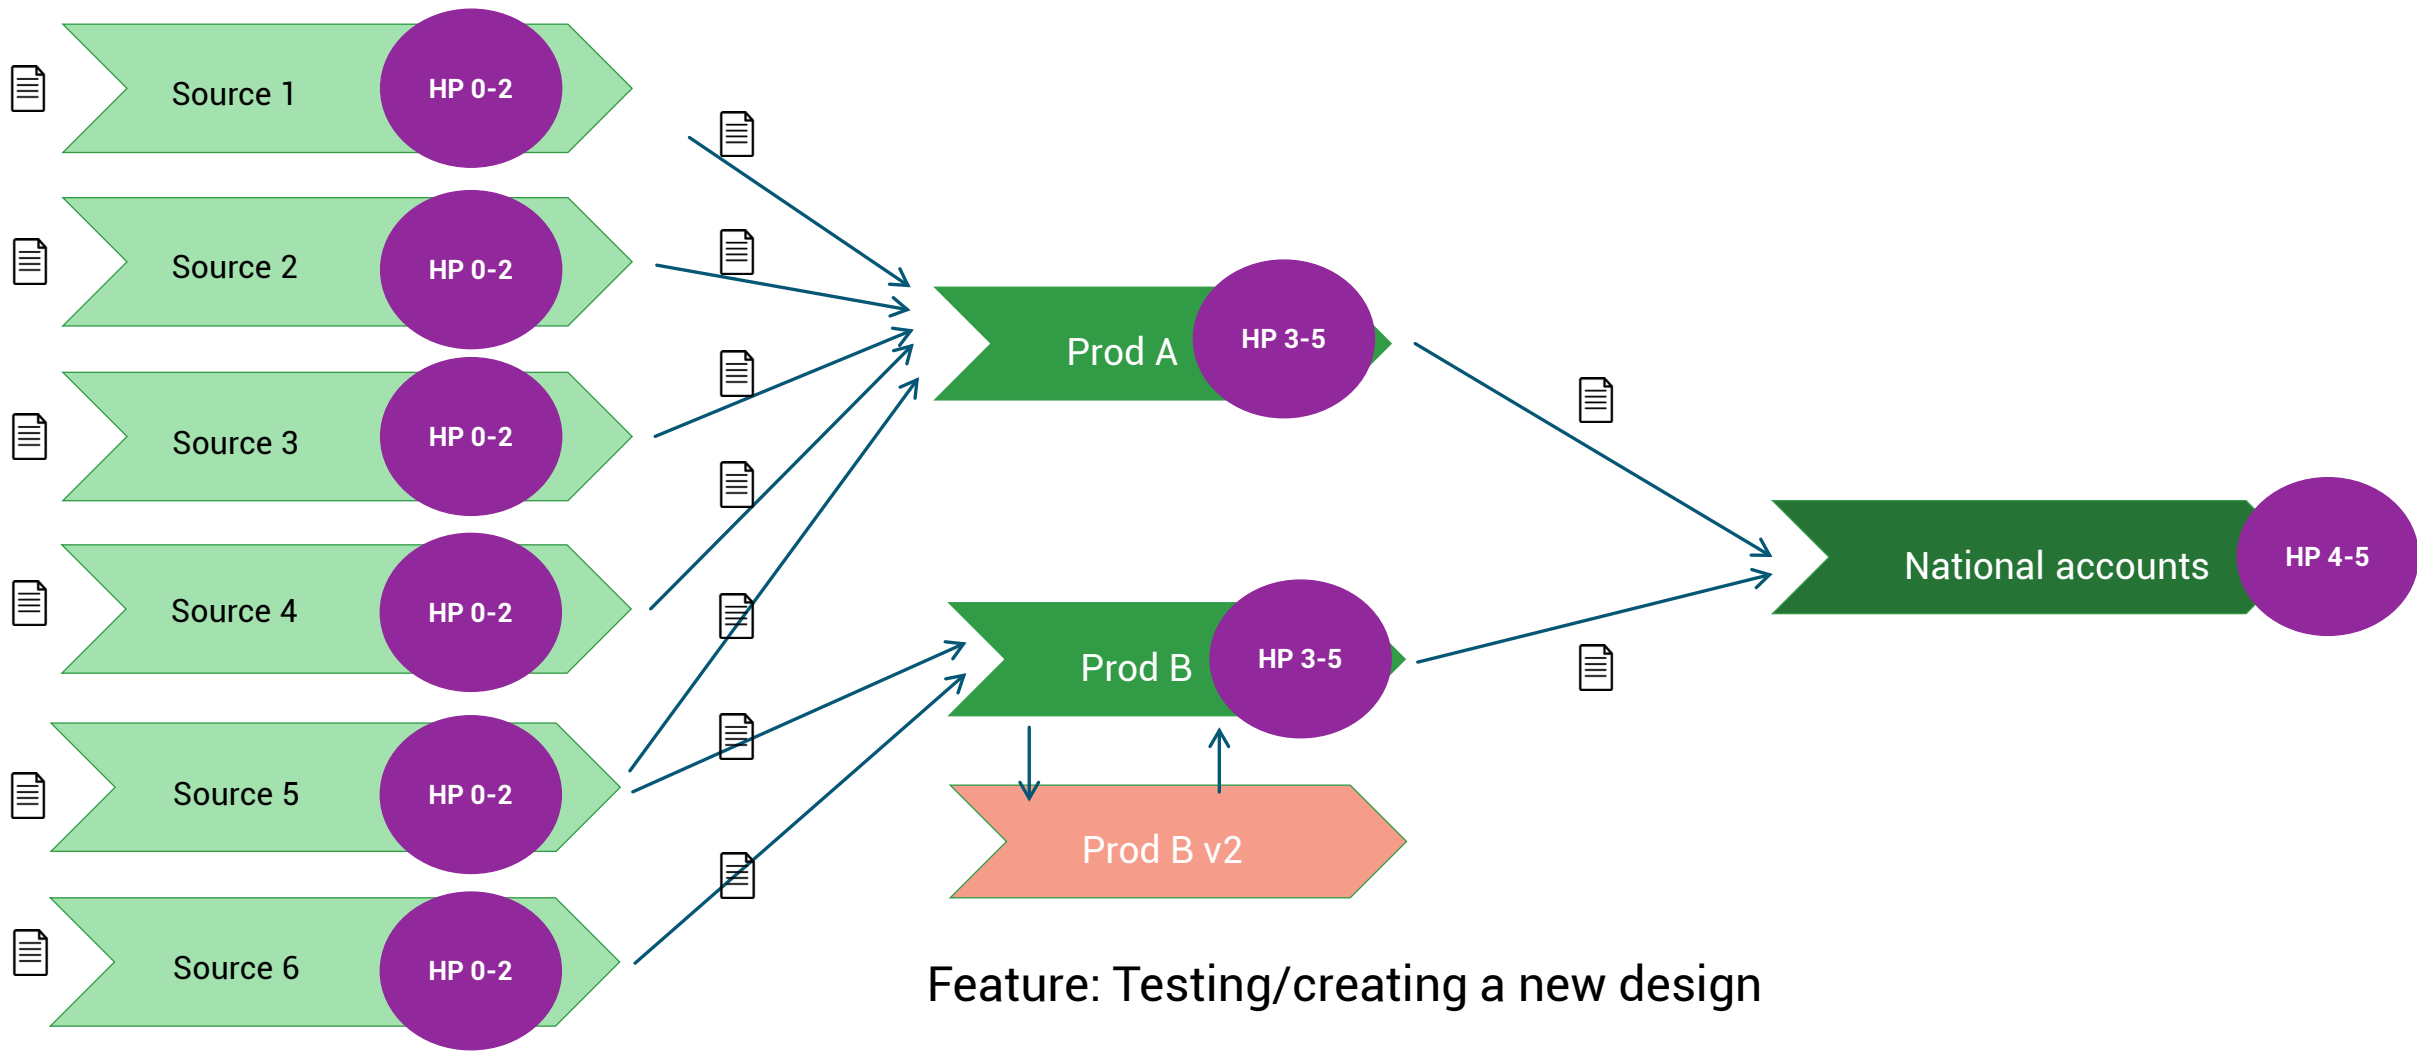 Source 1
HP 0-2
Source 2
HP 0-2
Source 3
HP 0-2
Source 4
HP 0-2
Source 5
HP 0-2
Source 6
HP 0-2
Prod A
HP 3-5
Prod B
HP 3-5
Prod B v2
National accounts
HP 4-5
Feature: Testing/creating a new design